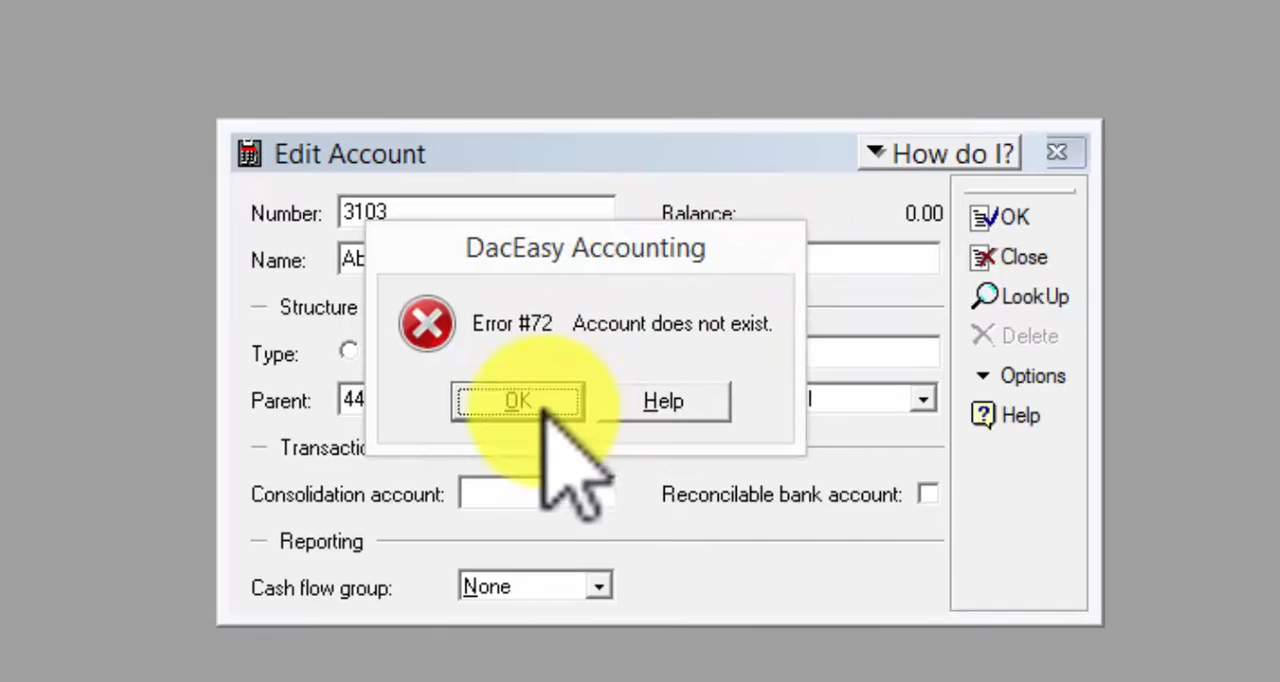 Edit Account
How do I?
Number: 3103 Balance: 0.00
Name:
Structure
Type:
Parent: 44
Transactio
Consolidation account: Reconcilable bank account:
Reporting
Cash flow group: None
DacEasy Accounting
Error #72 Account does not exist.
OK Help
OK
Close
LookUp
Delete
Options
Help